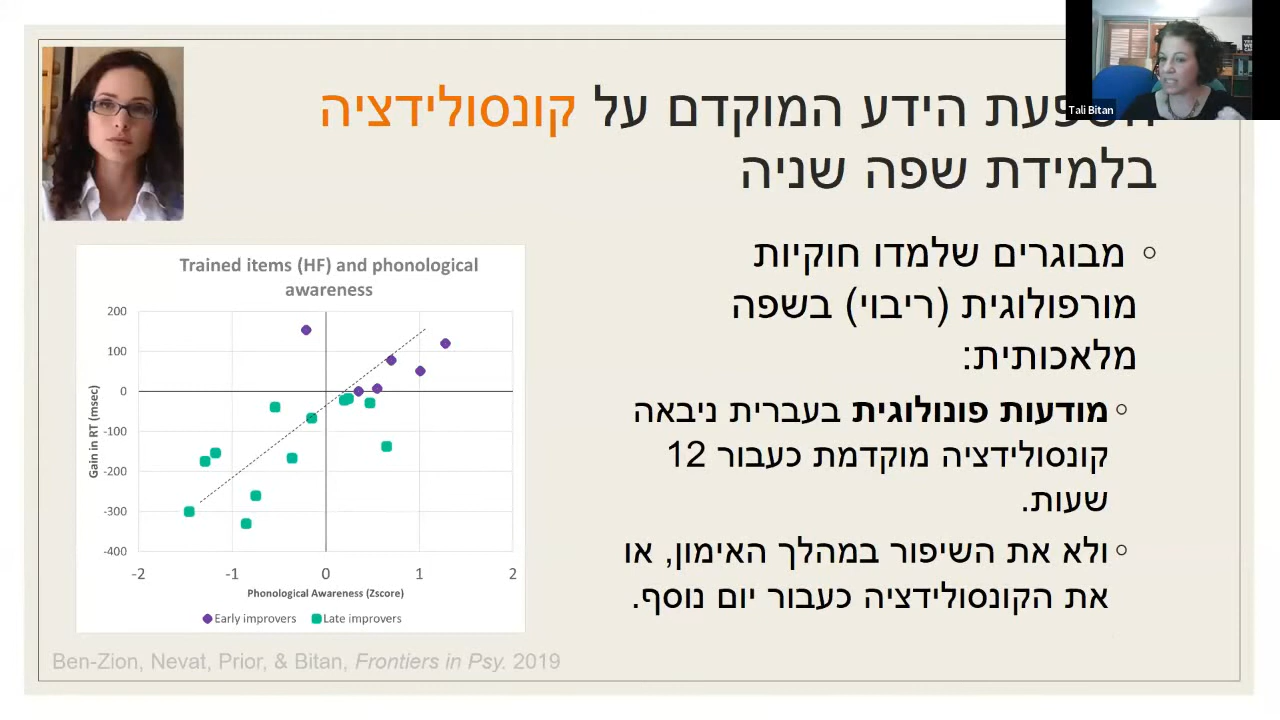 הידע המוקדם על קונסולידציה
בלמידת שפה שניה
Tali Bitan
◦ מבוגרים שלמדו חוקיות
מורפולוגית (ריבוי) בשפה
מלאכותית:
◦ מודעות פונולוגית בעברית ניבאה
קונסולידציה מוקדמת כעבור 12
שעות.
◦ ולא את השיפור במהלך האימון, או
את הקונסולידציה כעבור יום נוסף.
Trained items (HF) and phonological
awareness
Gain in RT (msec)
200
100
0
-100
-200
-300
-400
-2 -1 0 1 2
Phonological Awareness (Zscore)
Early improvers Late improvers
Ben-Zion, Nevat, Prior, & Bitan, Frontiers in Psy. 2019